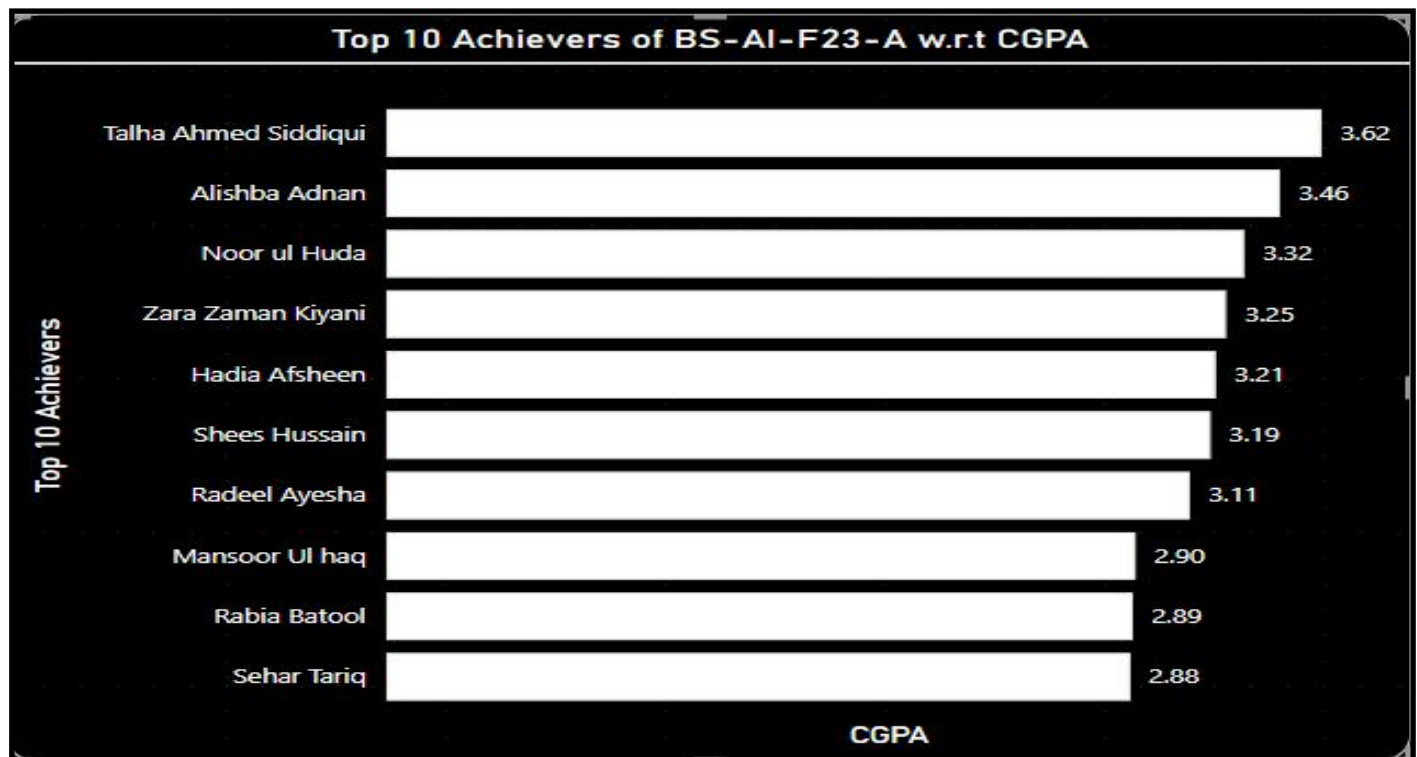 Top 10 Achievers of BS-AI-F23-A w.r.t CGPA
Top 10 Achievers
Talha Ahmed Siddiqui 3.62
Alishba Adnan 3.46
Noor ul Huda 3.32
Zara Zaman Kiyani 3.25
Hadia Afsheen 3.21
Shees Hussain 3.19
Radeel Ayesha 3.11
Mansoor Ul haq 2.90
Rabia Batool 2.89
Sehar Tariq 2.88
CGPA